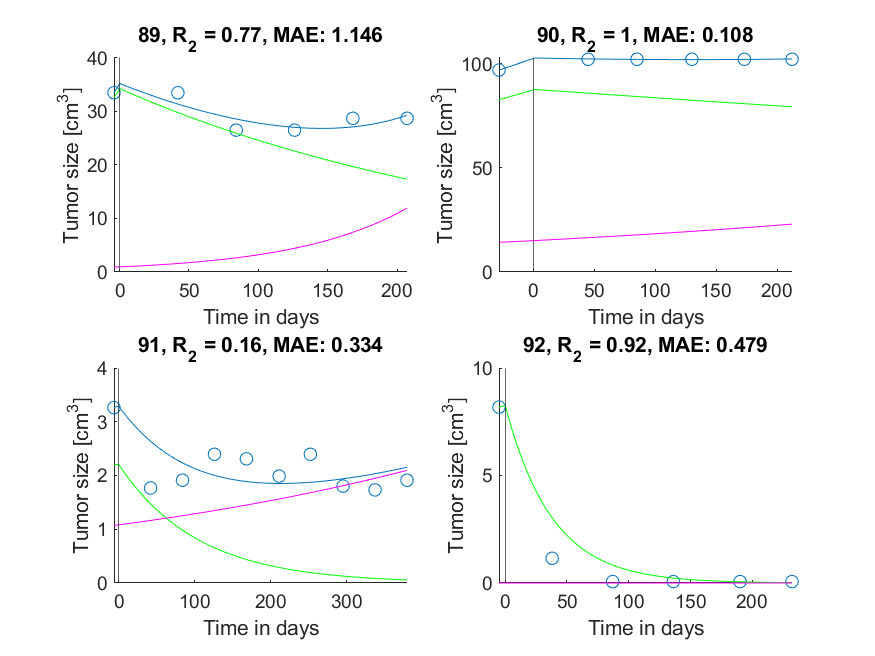 89, R2 = 0.77, MAE: 1.146
Tumor size [cm3]
40
30
20
10
0
0
50
100
150
200
Time in days
90, R2 = 1, MAE: 0.108
Tumor size [cm3]
100
50
0
0
50
100
150
200
Time in days
91, R2 = 0.16, MAE: 0.334
Tumor size [cm3]
4
3
2
1
0
0
100
200
300
Time in days
92, R2 = 0.92, MAE: 0.479
Tumor size [cm3]
10
5
0
0
50
100
150
200
Time in days